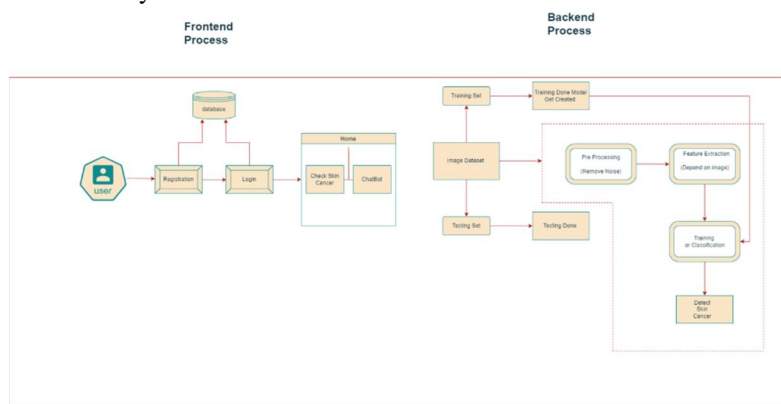 Frontend
Process
Backend
Process
database
user
Registration
Login
Home
Check Skin
Cancer
ChatBot
Training Set
Training Done Model
Get Created
Image Dataset
Pre Processing
(Remove Noise)
Feature Extraction
(Depend on image)
Testing Set
Testing Done
Training
or Classification
Detect
Skin
Cancer